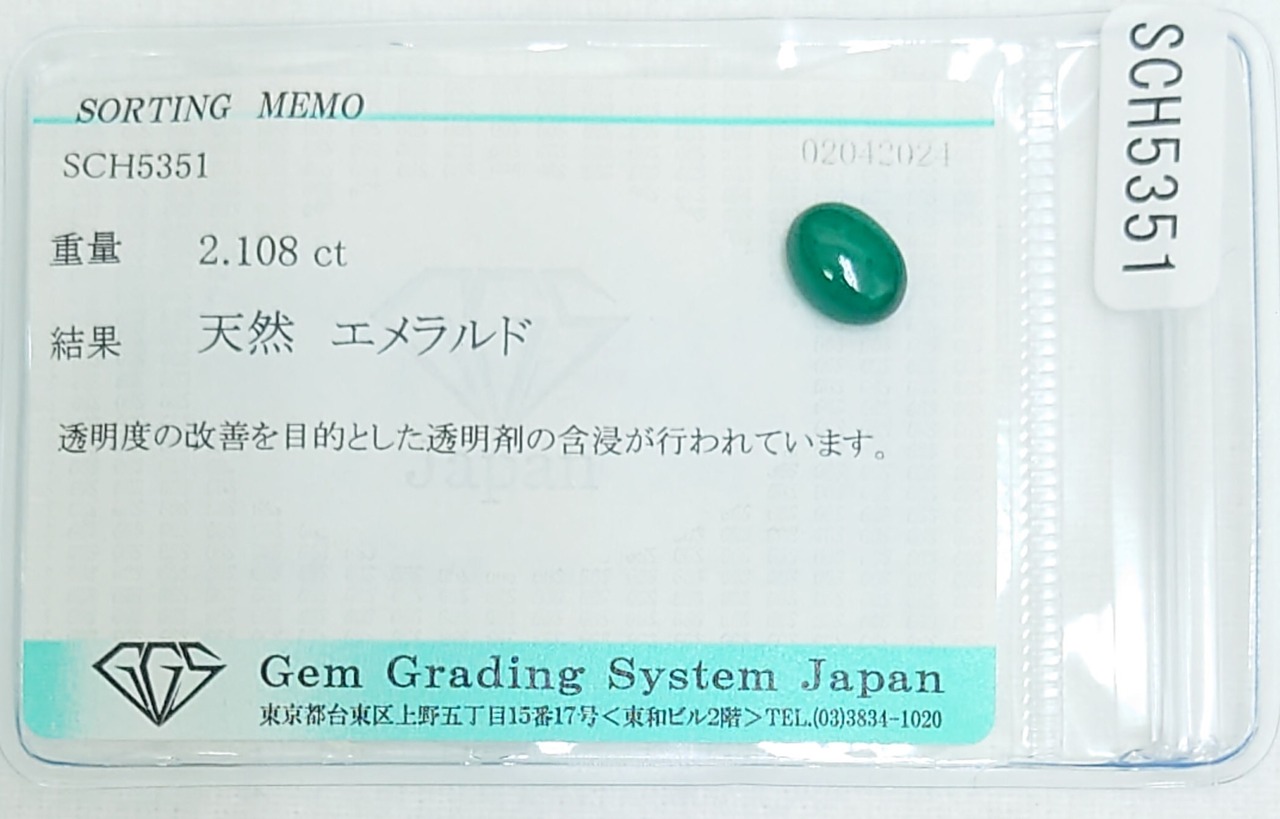 SORTING MEMO
SCH5351
02042024
重量 2.108 ct
結果 天然 エメラルド
透明度の改善を目的とした透明剤の含浸が行われています。
Japan
GGS
Gem Grading System Japan
東京都台東区上野五丁目15番17号<東和ビル2階>TEL.(03)3834-1020
SCH5351